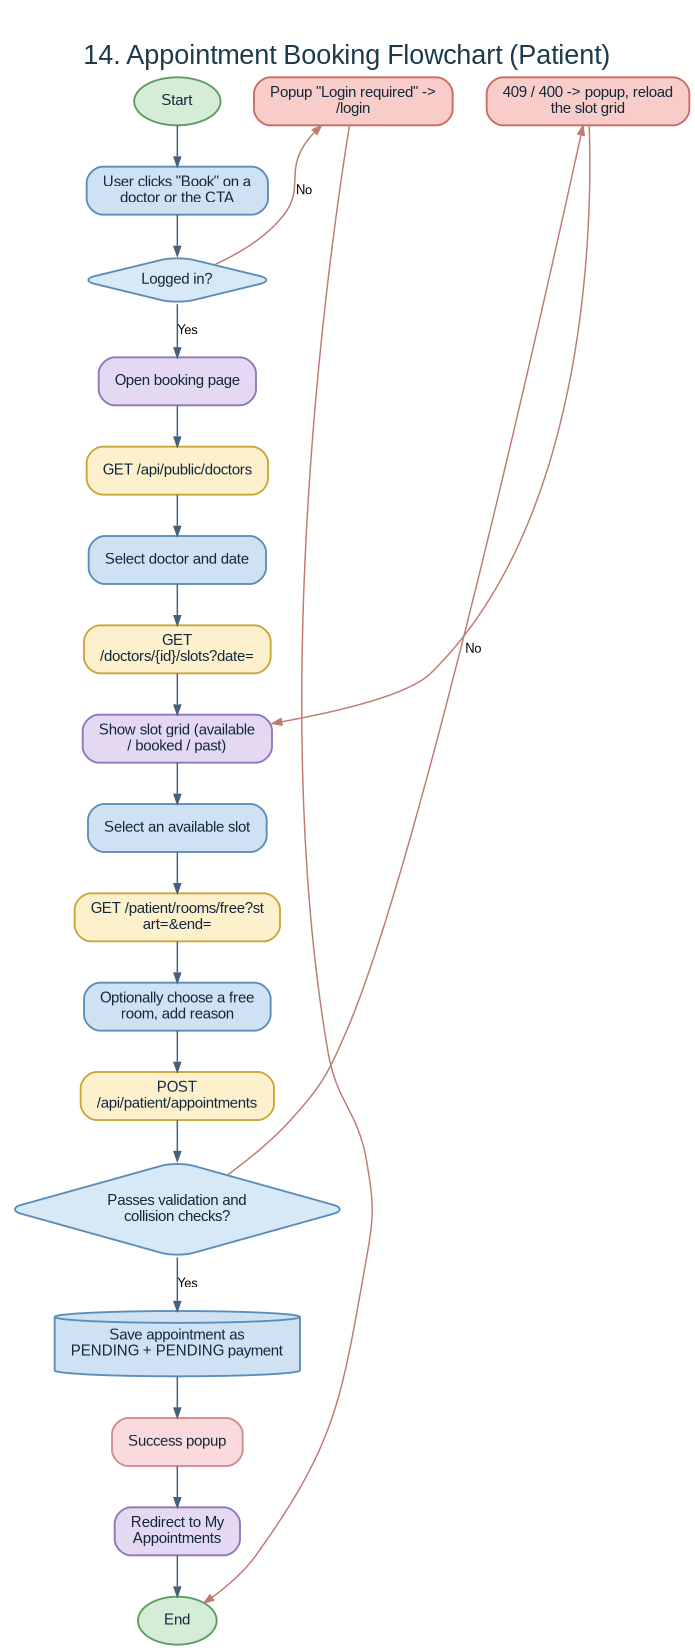 14. Appointment Booking Flowchart (Patient)
Start
Popup "Login required" ->
/login
409 / 400 -> popup, reload
the slot grid
User clicks "Book" on a
doctor or the CTA
No
Logged in?
Yes
Open booking page
GET /api/public/doctors
Select doctor and date
GET
/doctors/{id}/slots?date=
No
Show slot grid (available
/ booked / past)
Select an available slot
GET /patient/rooms/free?st
art=&end=
Optionally choose a free
room, add reason
POST
/api/patient/appointments
Passes validation and
collision checks?
Yes
Save appointment as
PENDING + PENDING payment
Success popup
Redirect to My
Appointments
End